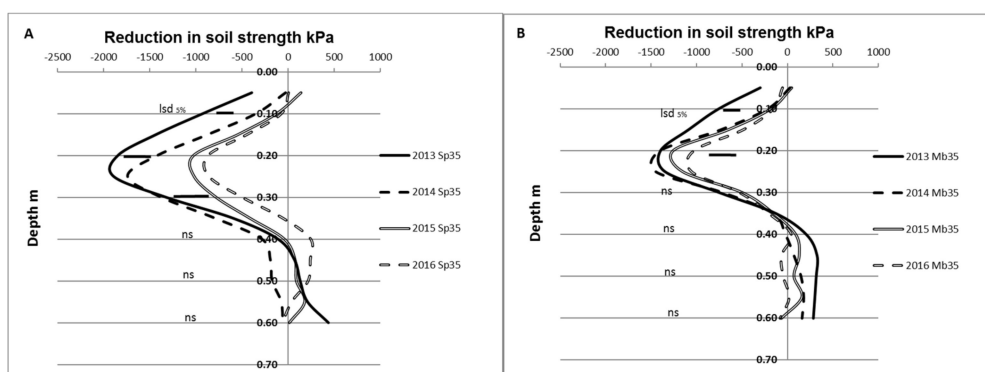 A
Reduction in soil strength kPa
-2500 -2000 -1500 -1000 -500 0 500 1000
0.00
lsd 5%
0.10
0.20
2013 Sp35
0.30
2014 Sp35
Depth m
ns
0.40
2015 Sp35
ns
0.50
2016 Sp35
ns
0.60
0.70
B
Reduction in soil strength kPa
-2500 -2000 -1500 -1000 -500 0 500 1000
0.00
lsd 5%
0.10
0.20
2013 Mb35
ns
0.30
2014 Mb35
Depth m
ns
0.40
2015 Mb35
ns
0.50
2016 Mb35
ns
0.60
0.70